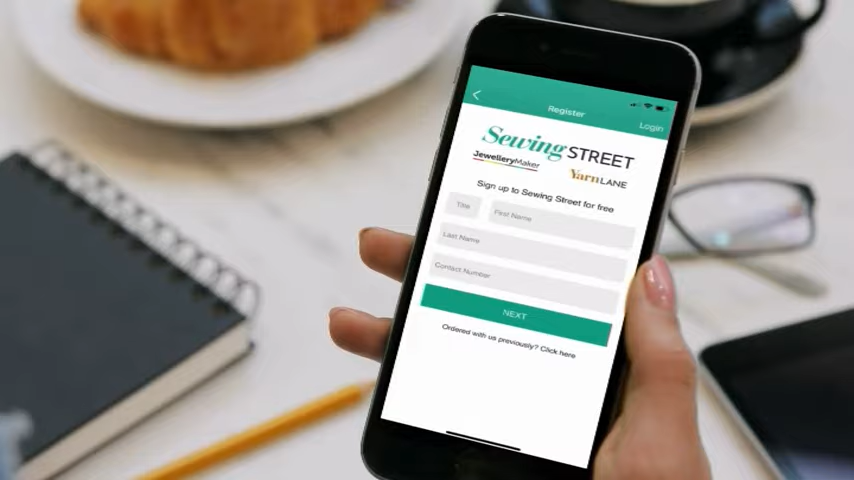 Register
Login
Sewing STREET
JewelleryMaker
YarnLANE
Sign up to Sewing Street for free
Title
First Name
Last Name
Contact Number
NEXT
Ordered with us previously? Click here